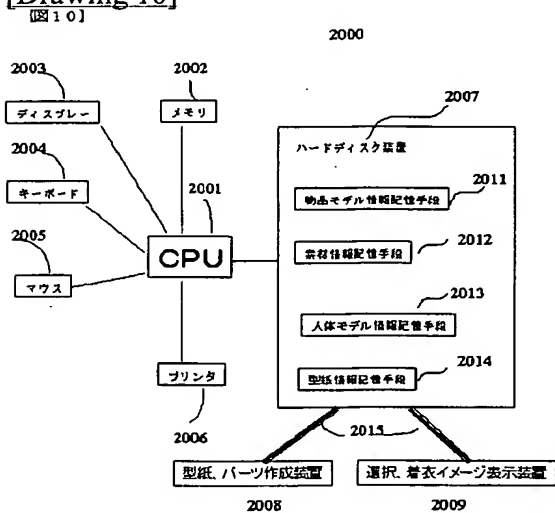 [Drawing 10]
【図１０】
2000
2003
2002
2007
ディスプレー
メモリ
ハードディスク装置
2004
2011
キーボード
物品モデル情報記憶手段
2001
2012
CPU
素材情報記憶手段
2005
2013
マウス
人体モデル情報記憶手段
2014
プリンタ
型紙情報記憶手段
2006
2015
型紙、パーツ作成装置
選択、着衣イメージ表示装置
2008
2009